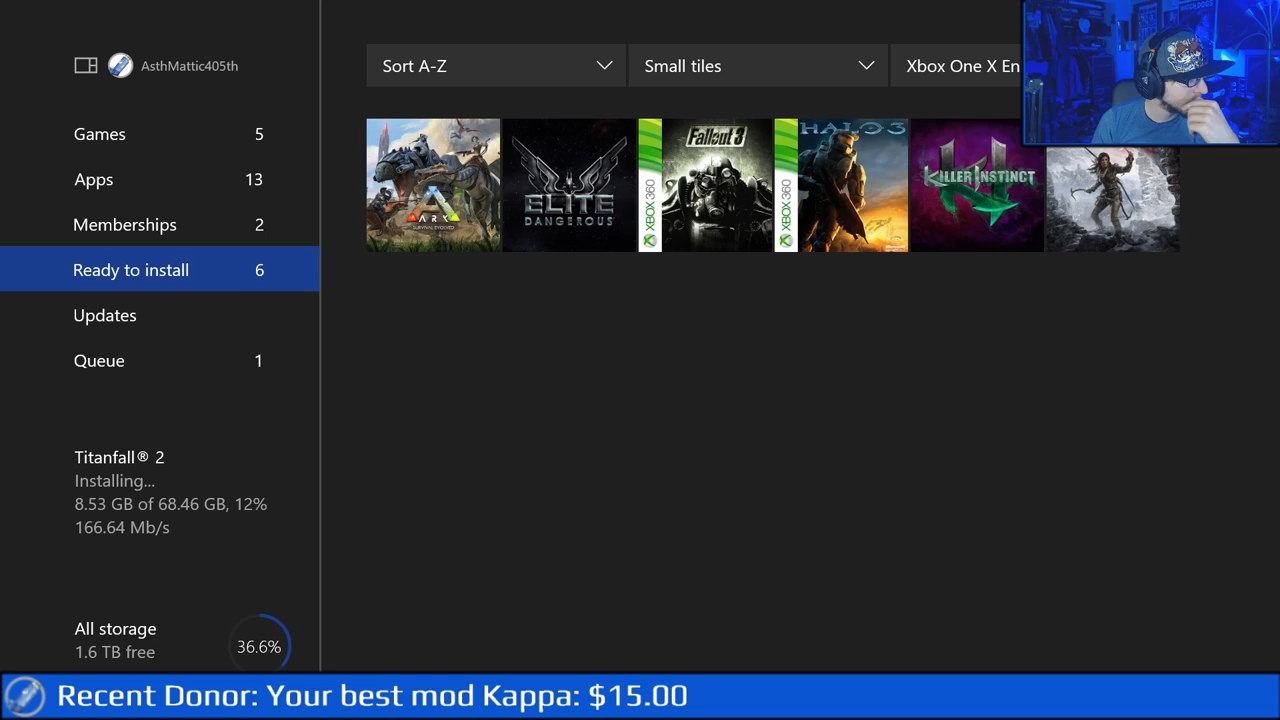 AsthMattic405th
Games 5
Apps 13
Memberships 2
Ready to install 6
Updates
Queue 1
Titanfall® 2
Installing...
8.53 GB of 68.46 GB, 12%
166.64 Mb/s
All storage
1.6 TB free
36.6%
Sort A-Z
Small tiles
Xbox One X En
ARK
SURVIVAL EVOLVED
ELITE
DANGEROUS
XBOX 360
Fallout 3
XBOX 360
HALO 3
KILLER INSTINCT
Recent Donor: Your best mod Kappa: $15.00